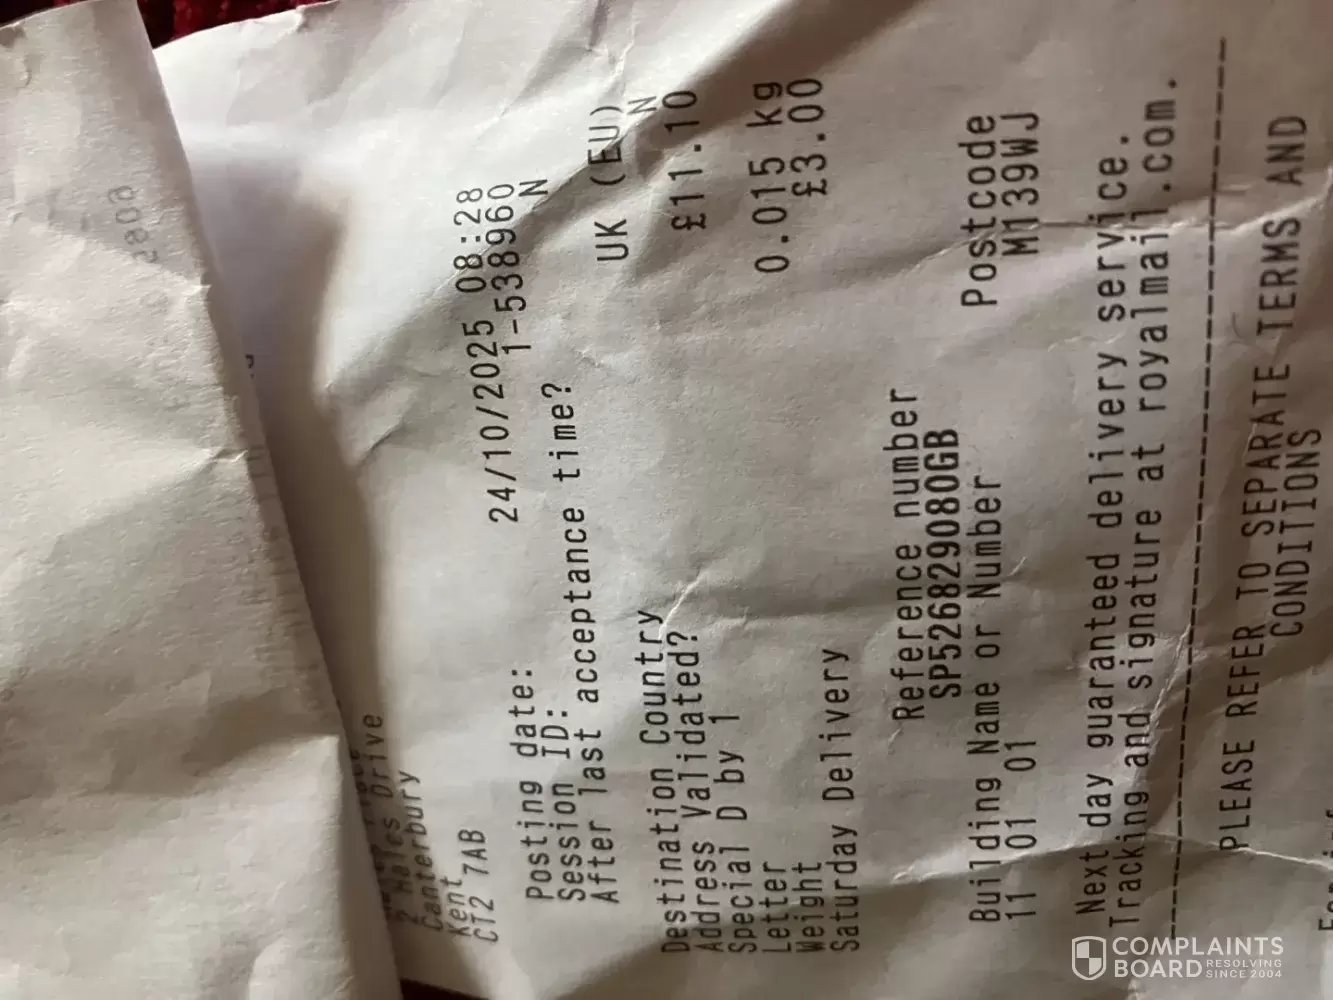 2 Hales Drive
Canterbury
Kent
CT2 7AB
Posting date: 24/10/2025 08:28
Session ID: 1-538960
After last acceptance time? N
Destination Country UK (EU)
Address Validated? N
Special D by 1 £11.10
Letter
Weight 0.015 kg
Saturday Delivery £3.00
Reference number
SP526829080GB
Building Name or Number Postcode
11 01 01 M139WJ
Next day guaranteed delivery service.
Tracking and signature at royalmail.com.
PLEASE REFER TO SEPARATE TERMS AND
CONDITIONS
COMPLAINTS
BOARD RESOLVING
SINCE 2004